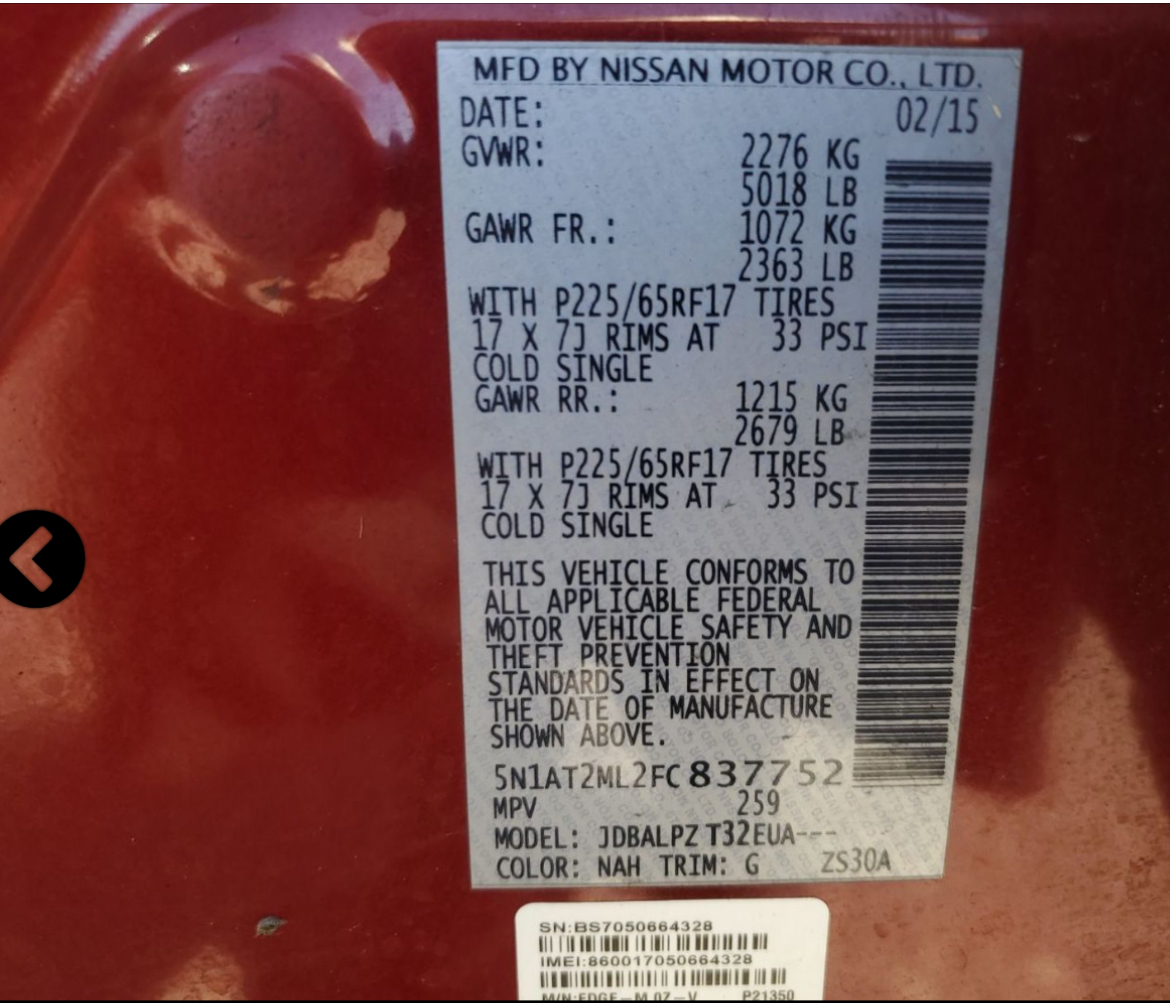 MFD BY NISSAN MOTOR CO., LTD.
DATE: 02/15
GVWR: 2276 KG
5018 LB
GAWR FR.: 1072 KG
2363 LB
WITH P225/65RF17 TIRES
17 X 7J RIMS AT 33 PSI
COLD SINGLE
GAWR RR.: 1215 KG
2679 LB
WITH P225/65RF17 TIRES
17 X 7J RIMS AT 33 PSI
COLD SINGLE
THIS VEHICLE CONFORMS TO
ALL APPLICABLE FEDERAL
MOTOR VEHICLE SAFETY AND
THEFT PREVENTION
STANDARDS IN EFFECT ON
THE DATE OF MANUFACTURE
SHOWN ABOVE.
5N1AT2ML2FC837752
MPV 259
MODEL: JDBALPZ T32EUA---
COLOR: NAH TRIM: G ZS30A
SN:BS7050664328
IMEI:860017050664328
P21350